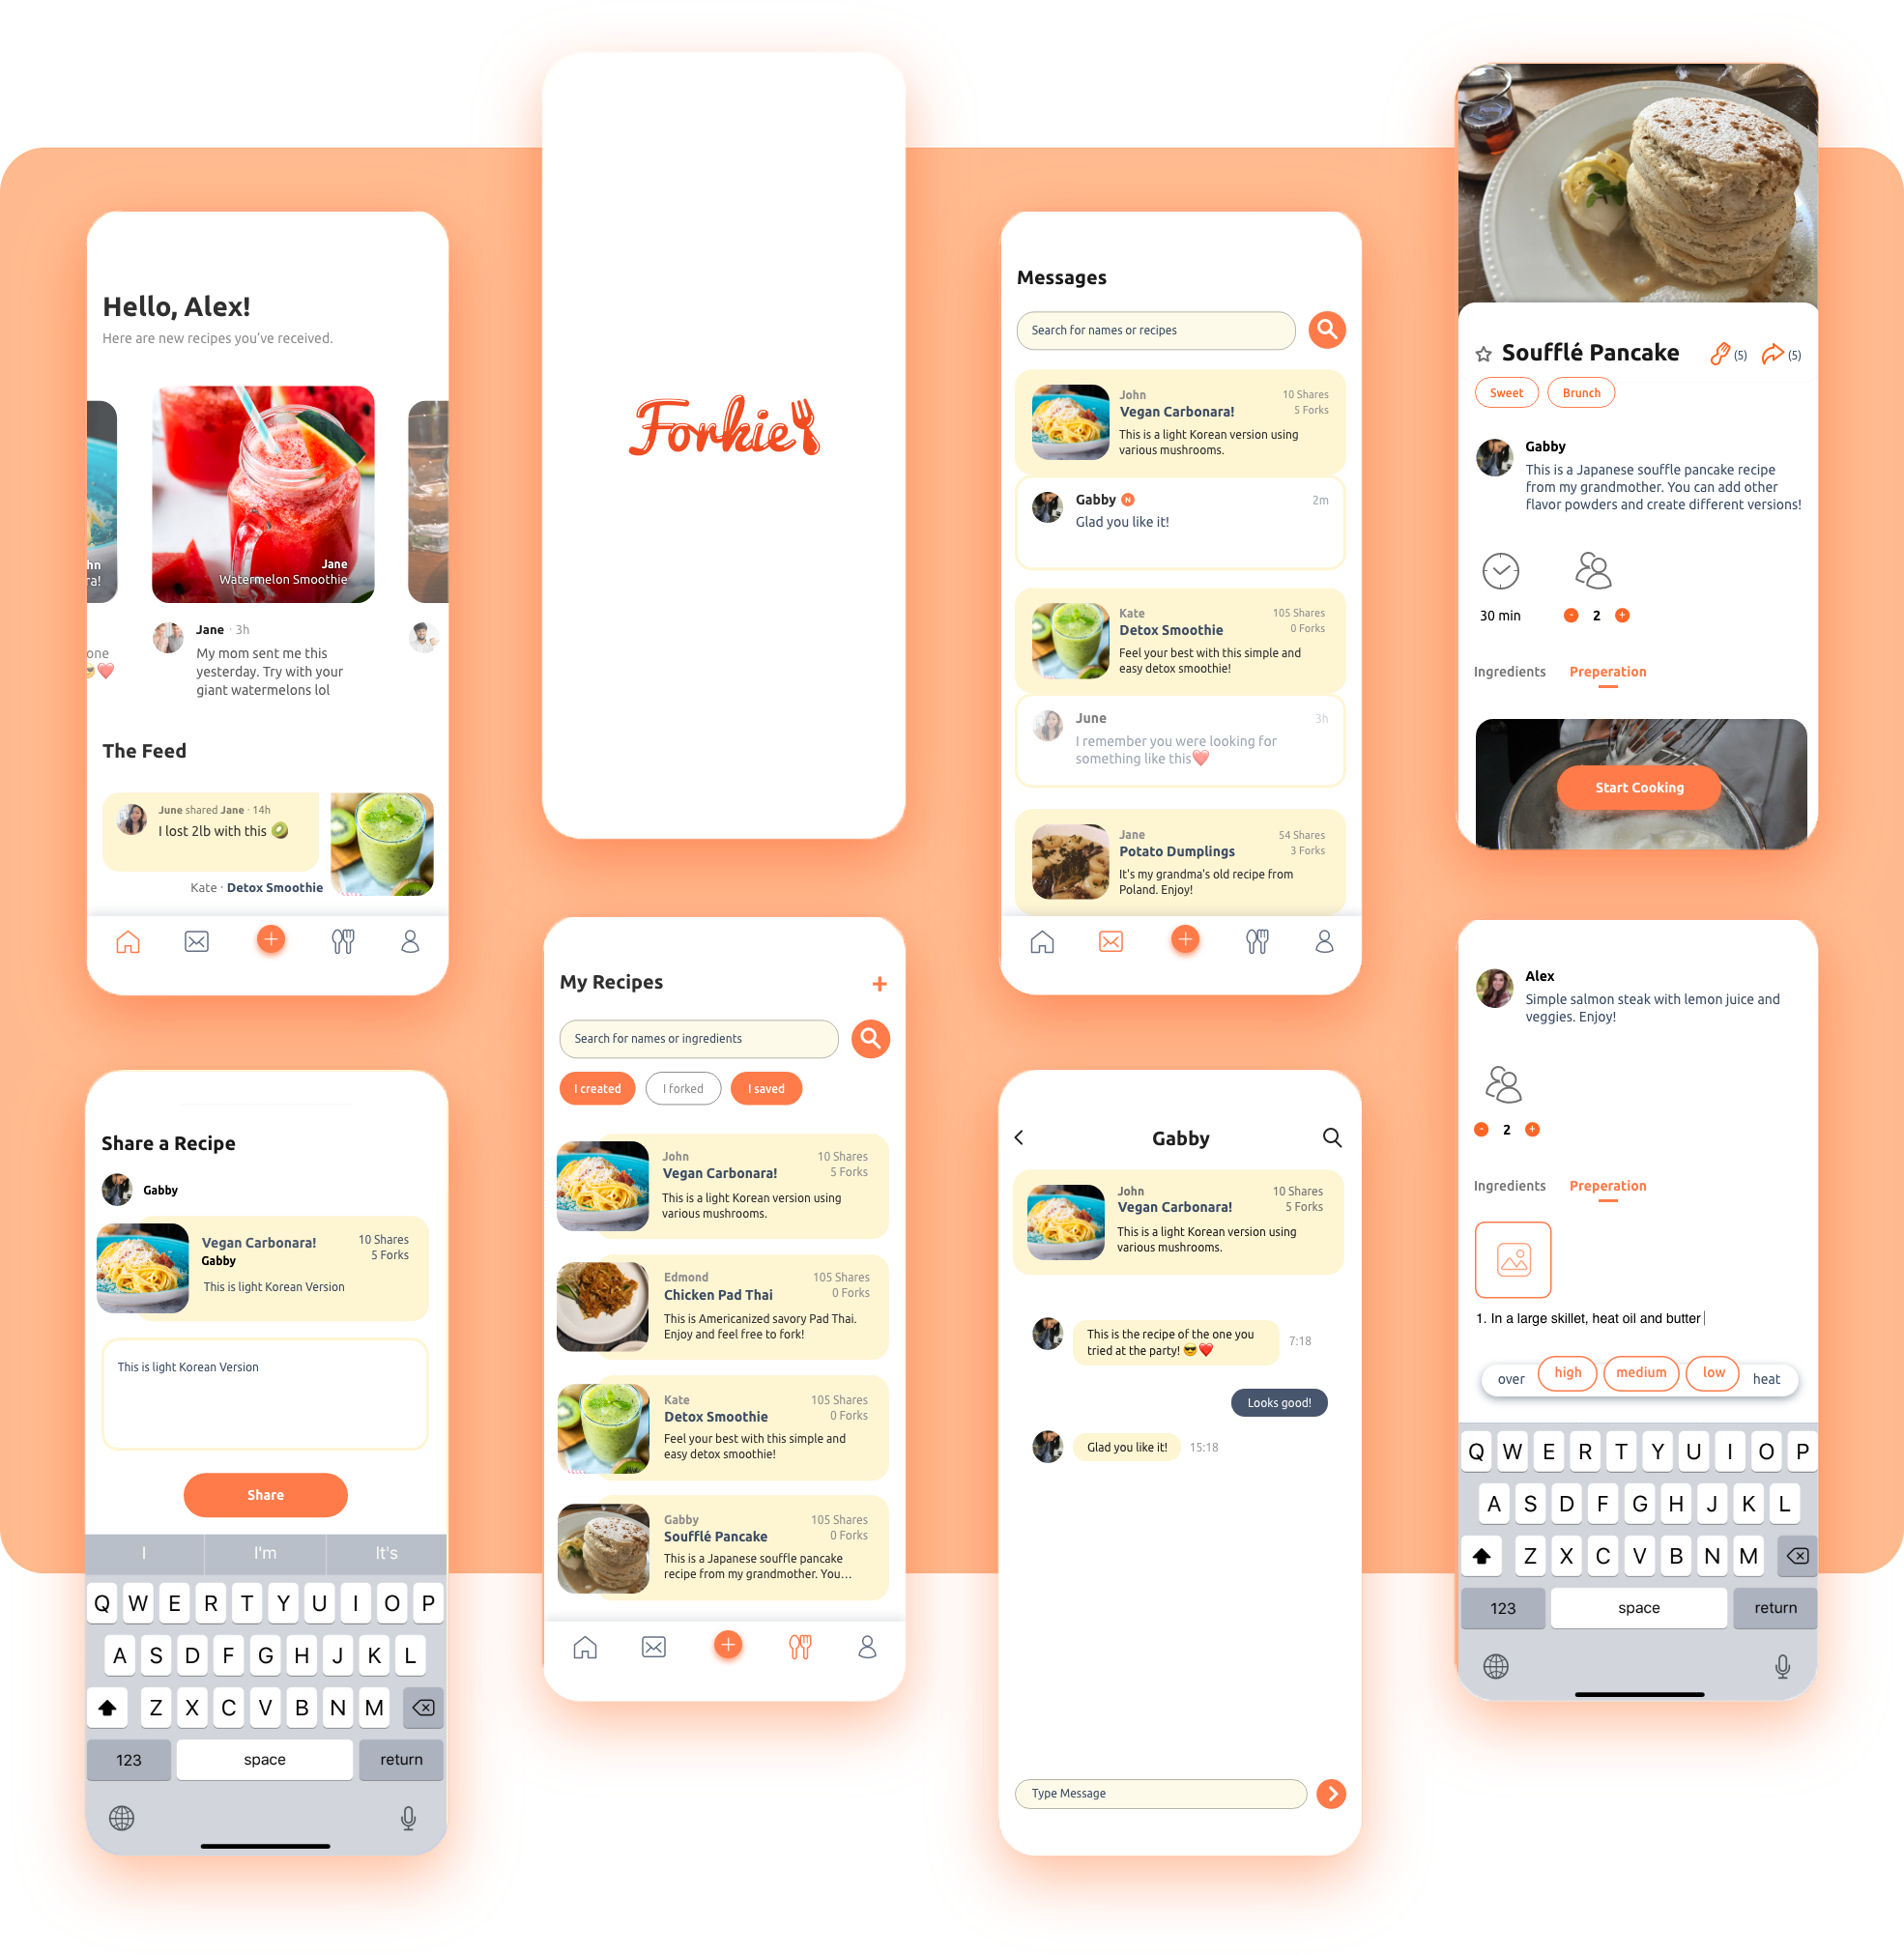 Hello, Alex!
Here are new recipes you've received.
hn
ra!
Jane
Watermelon Smoothie
one
Jane · 3h
My mom sent me this
yesterday. Try with your
giant watermelons lol
The Feed
June shared Jane · 14h
I lost 2lb with this 🥝
Kate · Detox Smoothie
Share a Recipe
Gabby
Vegan Carbonara!
Gabby
10 Shares
5 Forks
This is light Korean Version
This is light Korean Version
Share
I I'm It's
Q W E R T Y U I O P
A S D F G H J K L
Z X C V B N M
123 space return
Forkie
My Recipes +
Search for names or ingredients
I created I forked I saved
John 10 Shares
Vegan Carbonara! 5 Forks
This is a light Korean version using
various mushrooms.
Edmond 105 Shares
Chicken Pad Thai 0 Forks
This is Americanized savory Pad Thai.
Enjoy and feel free to fork!
Kate 105 Shares
Detox Smoothie 0 Forks
Feel your best with this simple and
easy detox smoothie!
Gabby 105 Shares
Soufflé Pancake 0 Forks
This is a Japanese souffle pancake
recipe from my grandmother. You...
Messages
Search for names or recipes
John 10 Shares
Vegan Carbonara! 5 Forks
This is a light Korean version using
various mushrooms.
Gabby N 2m
Glad you like it!
Kate 105 Shares
Detox Smoothie 0 Forks
Feel your best with this simple and
easy detox smoothie!
June 3h
I remember you were looking for
something like this❤️
Jane 54 Shares
Potato Dumplings 3 Forks
It's my grandma's old recipe from
Poland. Enjoy!
Gabby
John 10 Shares
Vegan Carbonara! 5 Forks
This is a light Korean version using
various mushrooms.
This is the recipe of the one you
tried at the party! 😎❤️ 7:18
Looks good!
Glad you like it! 15:18
Type Message
Soufflé Pancake (5) (5)
Sweet Brunch
Gabby
This is a Japanese souffle pancake recipe
from my grandmother. You can add other
flavor powders and create different versions!
30 min - 2 +
Ingredients Preperation
Start Cooking
Alex
Simple salmon steak with lemon juice and
veggies. Enjoy!
- 2 +
Ingredients Preperation
1. In a large skillet, heat oil and butter
over high medium low heat
Q W E R T Y U I O P
A S D F G H J K L
Z X C V B N M
123 space return